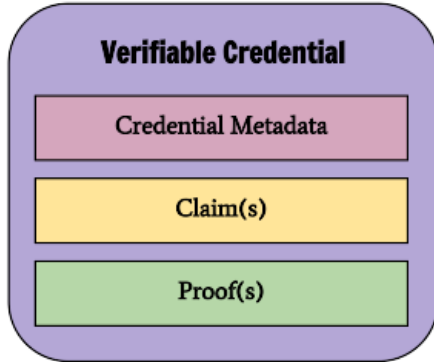 Verifiable Credential
Credential Metadata
Claim(s)
Proof(s)